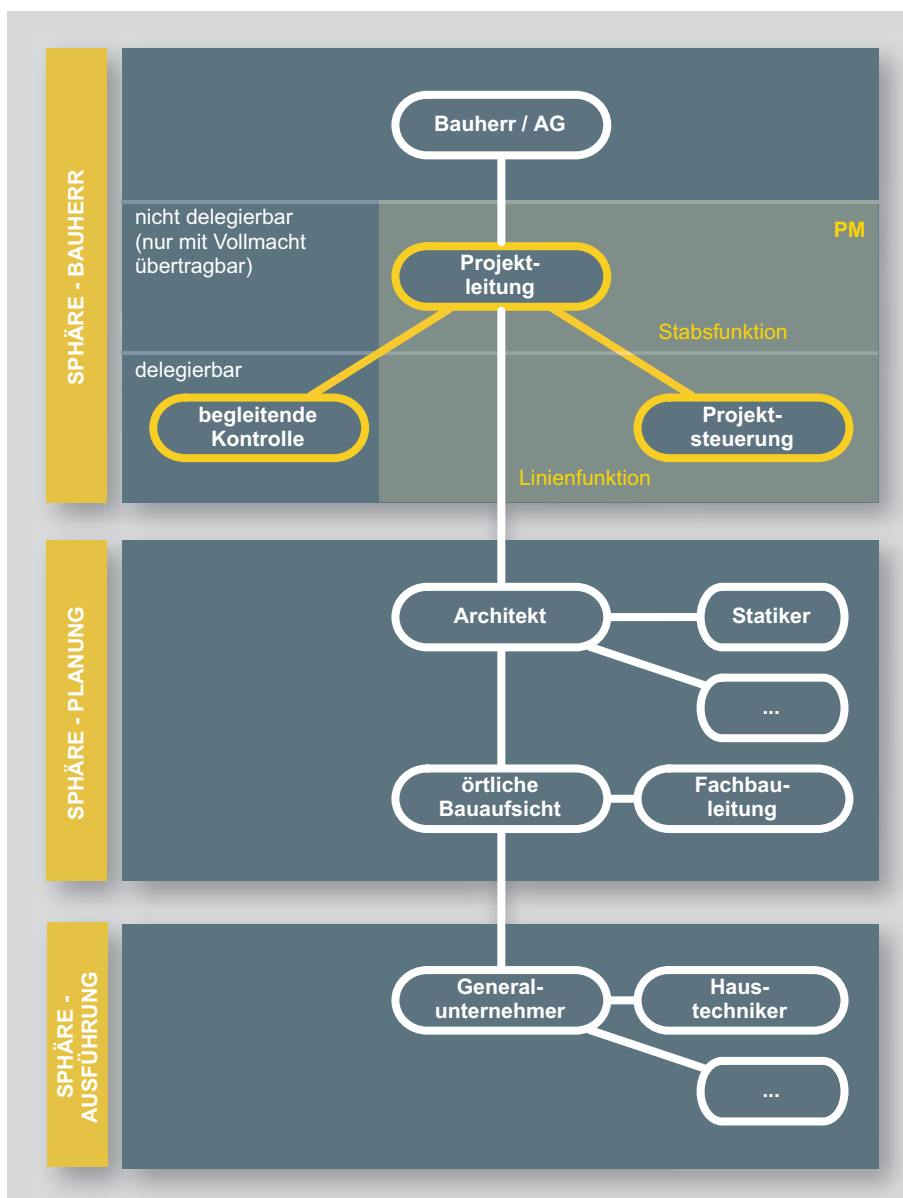 SPHÄRE - BAUHERR
Bauherr / AG
nicht delegierbar
(nur mit Vollmacht
übertragbar)
PM
Projekt-
leitung
Stabsfunktion
delegierbar
begleitende
Kontrolle
Projekt-
steuerung
Linienfunktion
SPHÄRE - PLANUNG
Architekt
Statiker
...
örtliche
Bauaufsicht
Fachbau-
leitung
SPHÄRE -
AUSFÜHRUNG
General-
unternehmer
Haus-
techniker
...